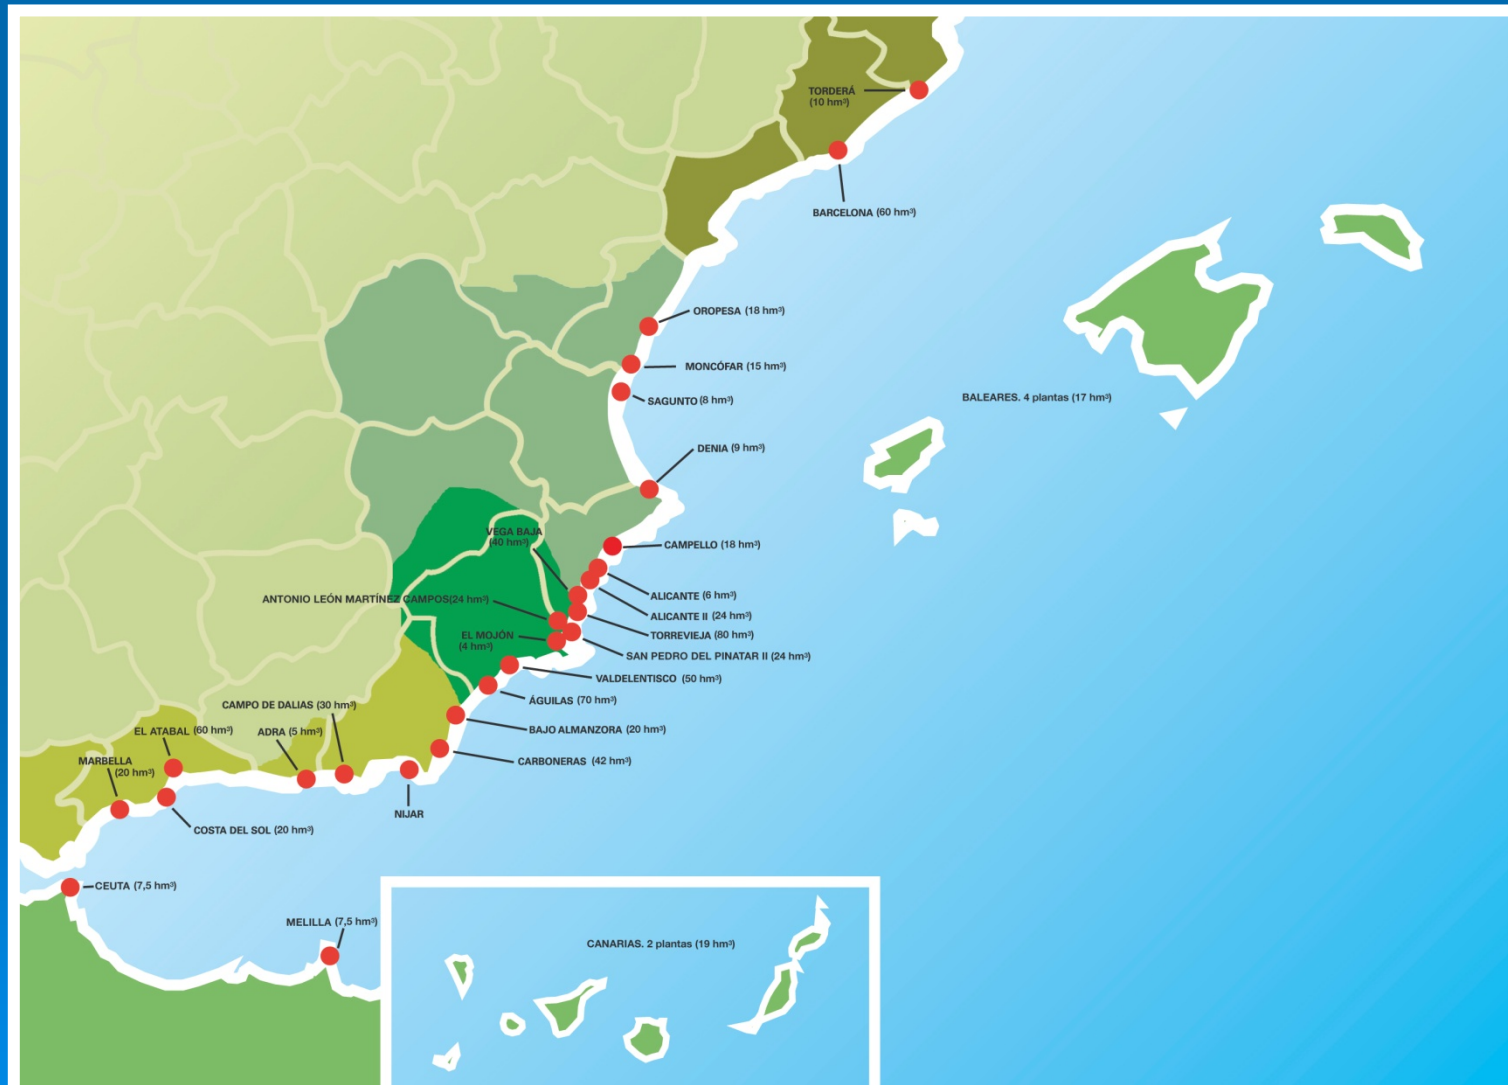 TORDERÁ
(10 hm³)
BARCELONA (60 hm³)
OROPESA (18 hm³)
MONCÓFAR (15 hm³)
SAGUNTO (8 hm³)
BALEARES. 4 plantas (17 hm³)
DENIA (9 hm³)
VEGA BAJA
(40 hm³)
CAMPELLO (18 hm³)
ALICANTE (6 hm³)
ANTONIO LEÓN MARTÍNEZ CAMPOS(24 hm³)
ALICANTE II (24 hm³)
EL MOJÓN
(4 hm³)
TORREVIEJA (80 hm³)
SAN PEDRO DEL PINATAR II (24 hm³)
VALDELENTISCO (50 hm³)
ÁGUILAS (70 hm³)
CAMPO DE DALIAS (30 hm³)
EL ATABAL (60 hm³)
ADRA (5 hm³)
BAJO ALMANZORA (20 hm³)
MARBELLA
(20 hm³)
CARBONERAS (42 hm³)
NIJAR
COSTA DEL SOL (20 hm³)
CEUTA (7,5 hm³)
MELILLA (7,5 hm³)
CANARIAS. 2 plantas (19 hm³)